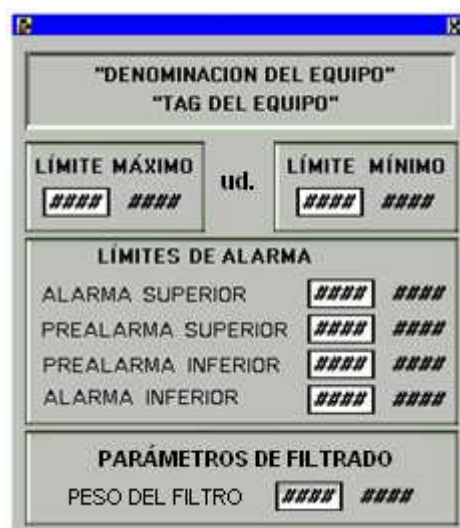 "DENOMINACION DEL EQUIPO"
"TAG DEL EQUIPO"
LÍMITE MÁXIMO
#### ####
ud.
LÍMITE MÍNIMO
#### ####
LÍMITES DE ALARMA
ALARMA SUPERIOR #### ####
PREALARMA SUPERIOR #### ####
PREALARMA INFERIOR #### ####
ALARMA INFERIOR #### ####
PARÁMETROS DE FILTRADO
PESO DEL FILTRO #### ####